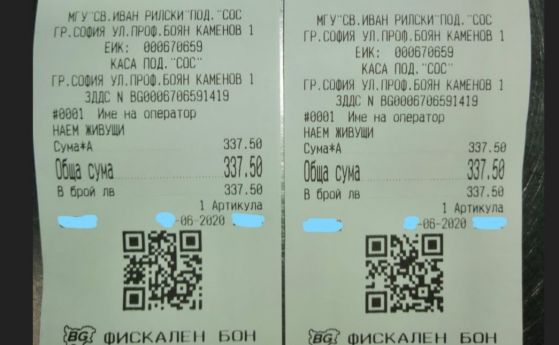 МГУ"СВ.ИВАН РИЛСКИ"ПОД."СОС
ГР.СОФИЯ УЛ.ПРОФ.БОЯН КАМЕНОВ 1
ЕИК: 000670659
КАСА ПОД."СОС"
ГР.СОФИЯ УЛ.ПРОФ.БОЯН КАМЕНОВ 1
ЗДДС N BG0006706591419
#0001 Име на оператор
НАЕМ ЖИВУЩИ
Сума*А 337.50
Обща сума 337.50
В брой лв 337.50
1 Артикула
-06-2020
BG ФИСКАЛЕН БОН
МГУ"СВ.ИВАН РИЛСКИ"ПОД."СОС
ГР.СОФИЯ УЛ.ПРОФ.БОЯН КАМЕНОВ 1
ЕИК: 000670659
КАСА ПОД."СОС"
ГР.СОФИЯ УЛ.ПРОФ.БОЯН КАМЕНОВ 1
ЗДДС N BG0006706591419
#0001 Име на оператор
НАЕМ ЖИВУЩИ
Сума*А 337.50
Обща сума 337.50
В брой лв 337.50
1 Артикула
-06-2020
BG ФИСКАЛЕН БОН